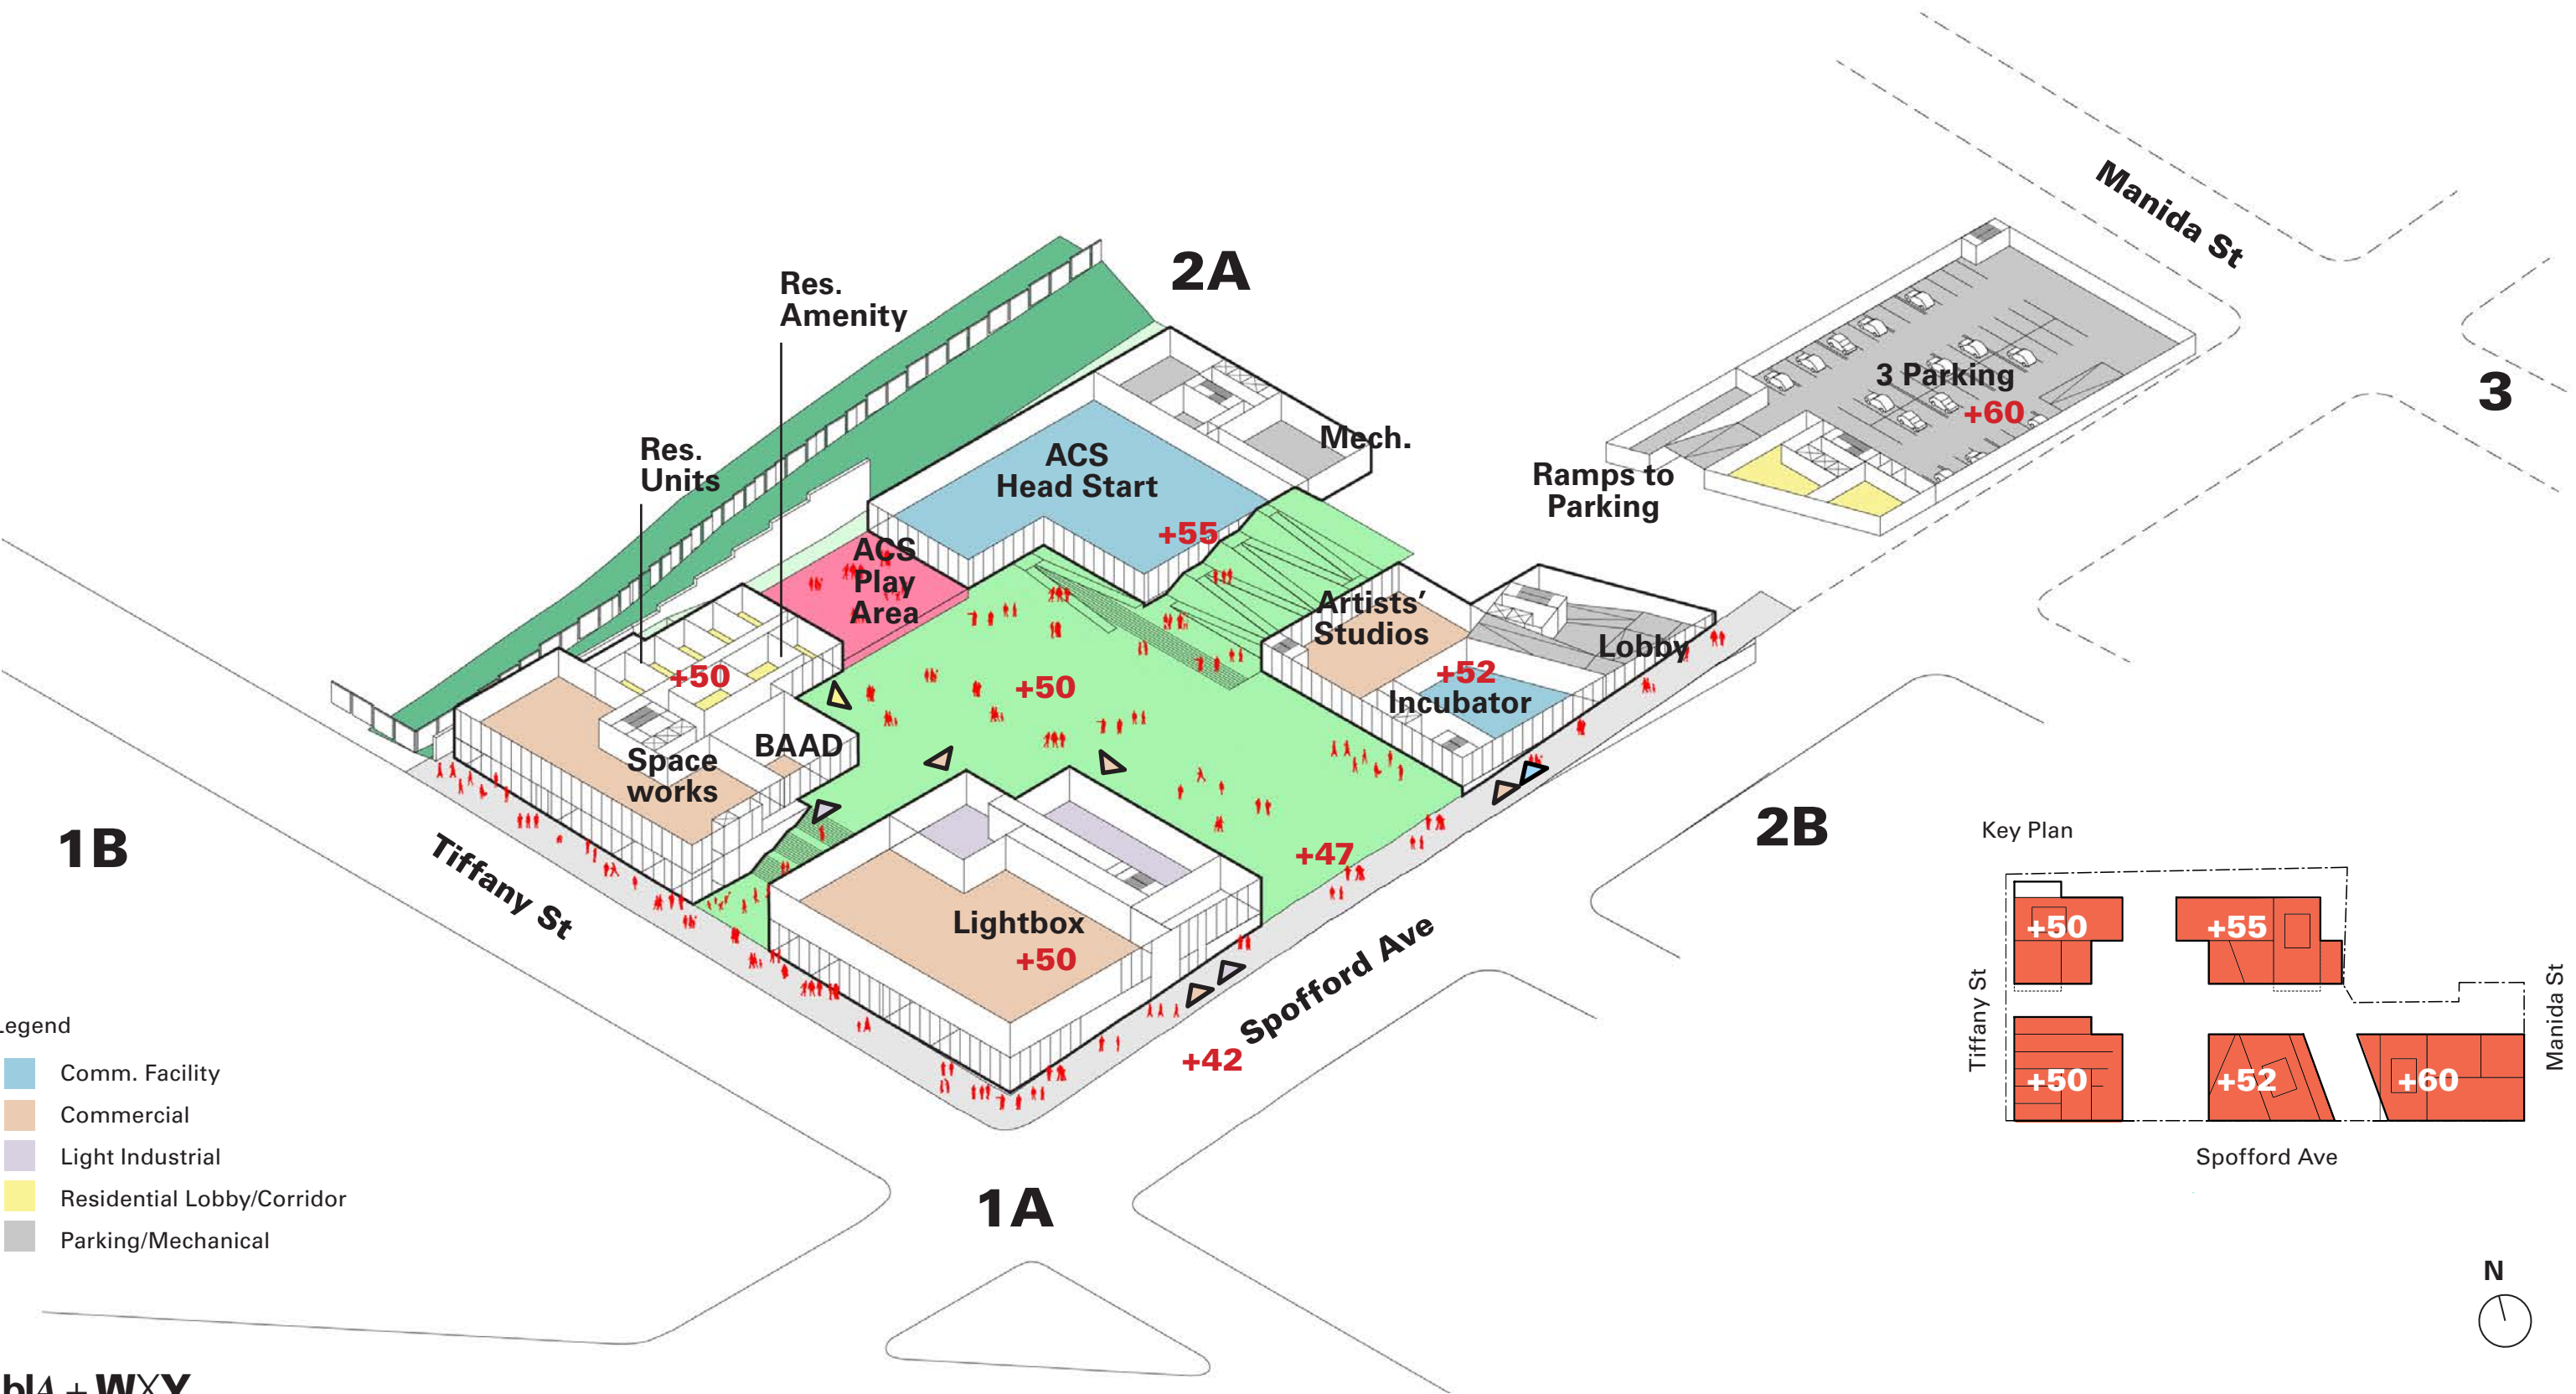 Manida St
2A
Res.
Amenity
3 Parking
+60
3
Res.
Units
ACS
Head Start
Mech.
Ramps to
Parking
+55
ACS
Play
Area
Artists'
Studios
Lobby
+50
+50
+52
Incubator
BAAD
Space
works
1B
Tiffany St
+47
2B
Lightbox
+50
Spofford Ave
+42
1A
Key Plan
+50
+55
+50
+52
+60
Tiffany St
Manida St
Spofford Ave
N
Legend
Comm. Facility
Commercial
Light Industrial
Residential Lobby/Corridor
Parking/Mechanical
+ WXY